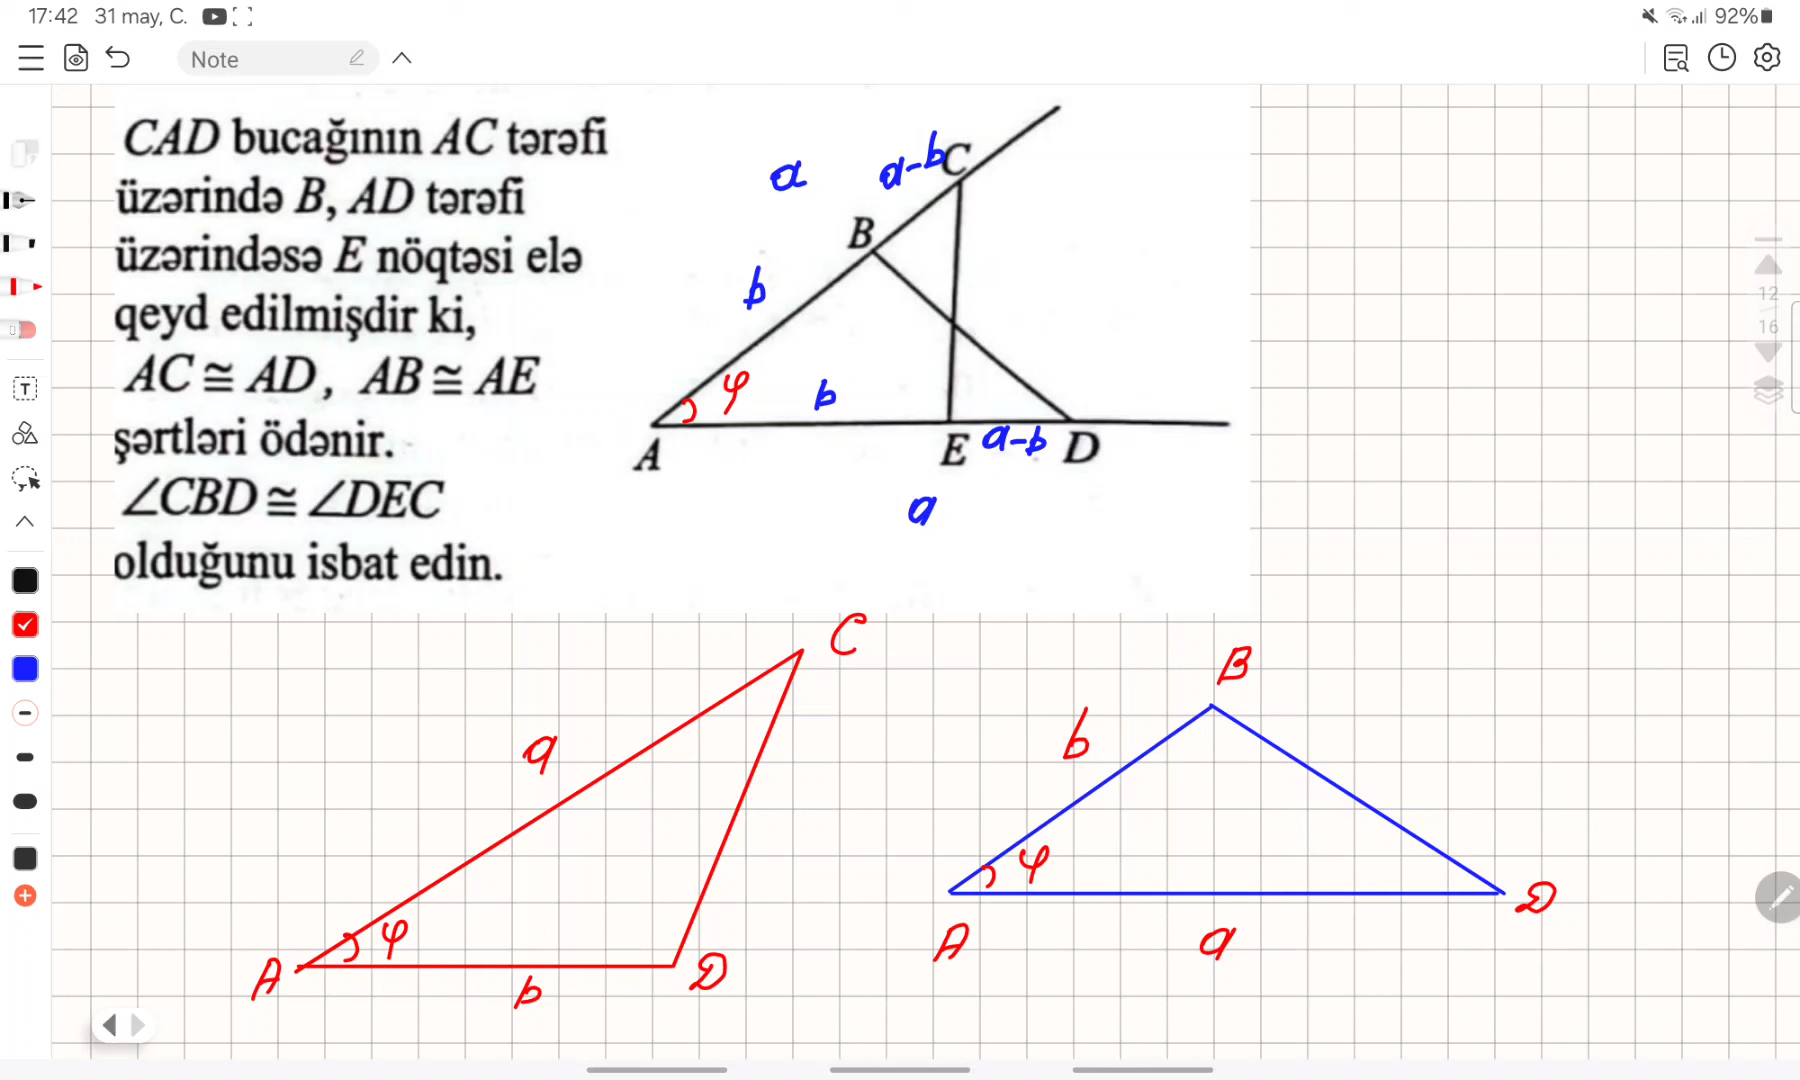 17:42 31 may, C. 92%
Note
CAD bucağının AC tərəfi
üzərində B, AD tərəfi
üzərindəsə E nöqtəsi elə
qeyd edilmişdir ki,
AC ≅ AD, AB ≅ AE
şərtləri ödənir.
∠CBD ≅ ∠DEC
olduğunu isbat edin.
a a-b C
B
b
φ b
A E a-b D
a
12
16
T
C
a
φ
A b D
B
b
φ
A a D